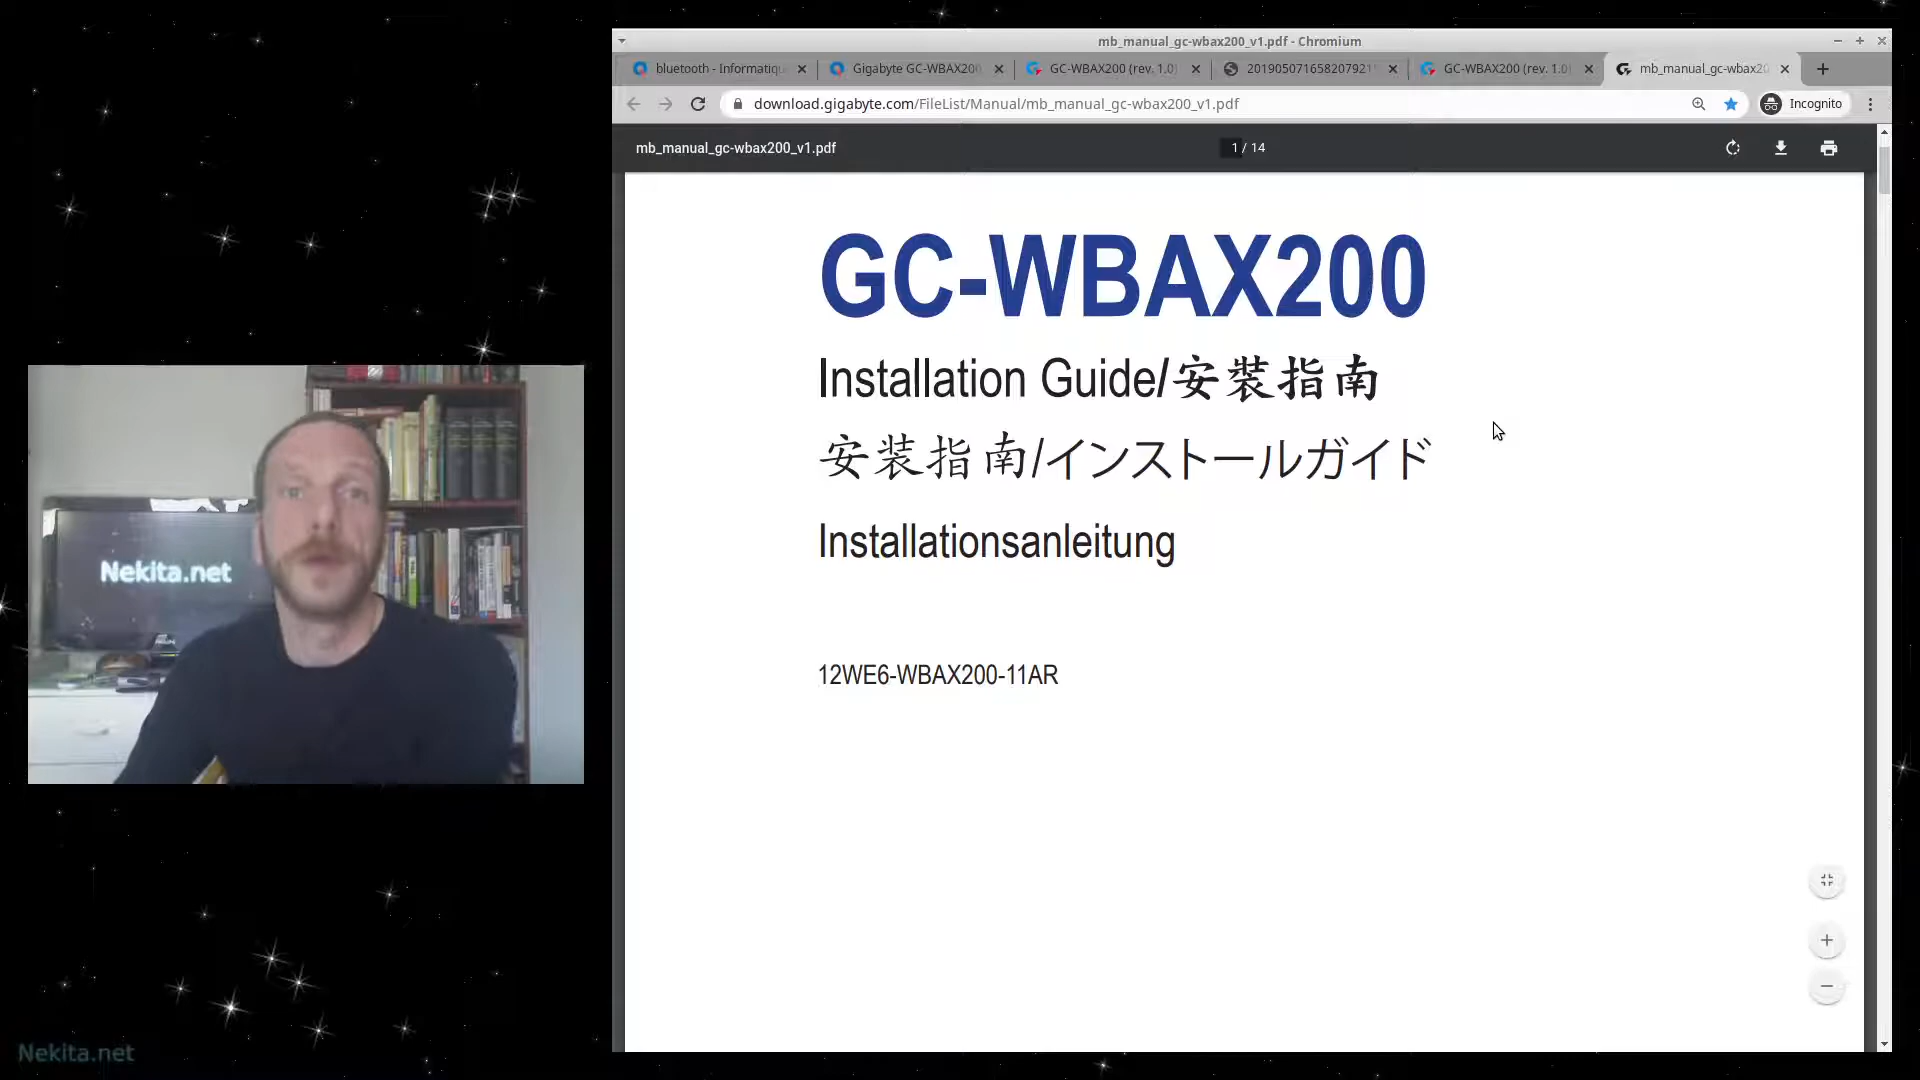 mb_manual_gc-wbax200_v1.pdf - Chromium
bluetooth - Informatiqu
Gigabyte GC-WBAX200
GC-WBAX200 (rev. 1.0)
201905071658207921
GC-WBAX200 (rev. 1.0)
mb_manual_gc-wbax20
download.gigabyte.com/FileList/Manual/mb_manual_gc-wbax200_v1.pdf
Incognito
mb_manual_gc-wbax200_v1.pdf
1 / 14
GC-WBAX200
Installation Guide/安裝指南
安装指南/インストールガイド
Installationsanleitung
12WE6-WBAX200-11AR
Nekita.net
Nekita.net